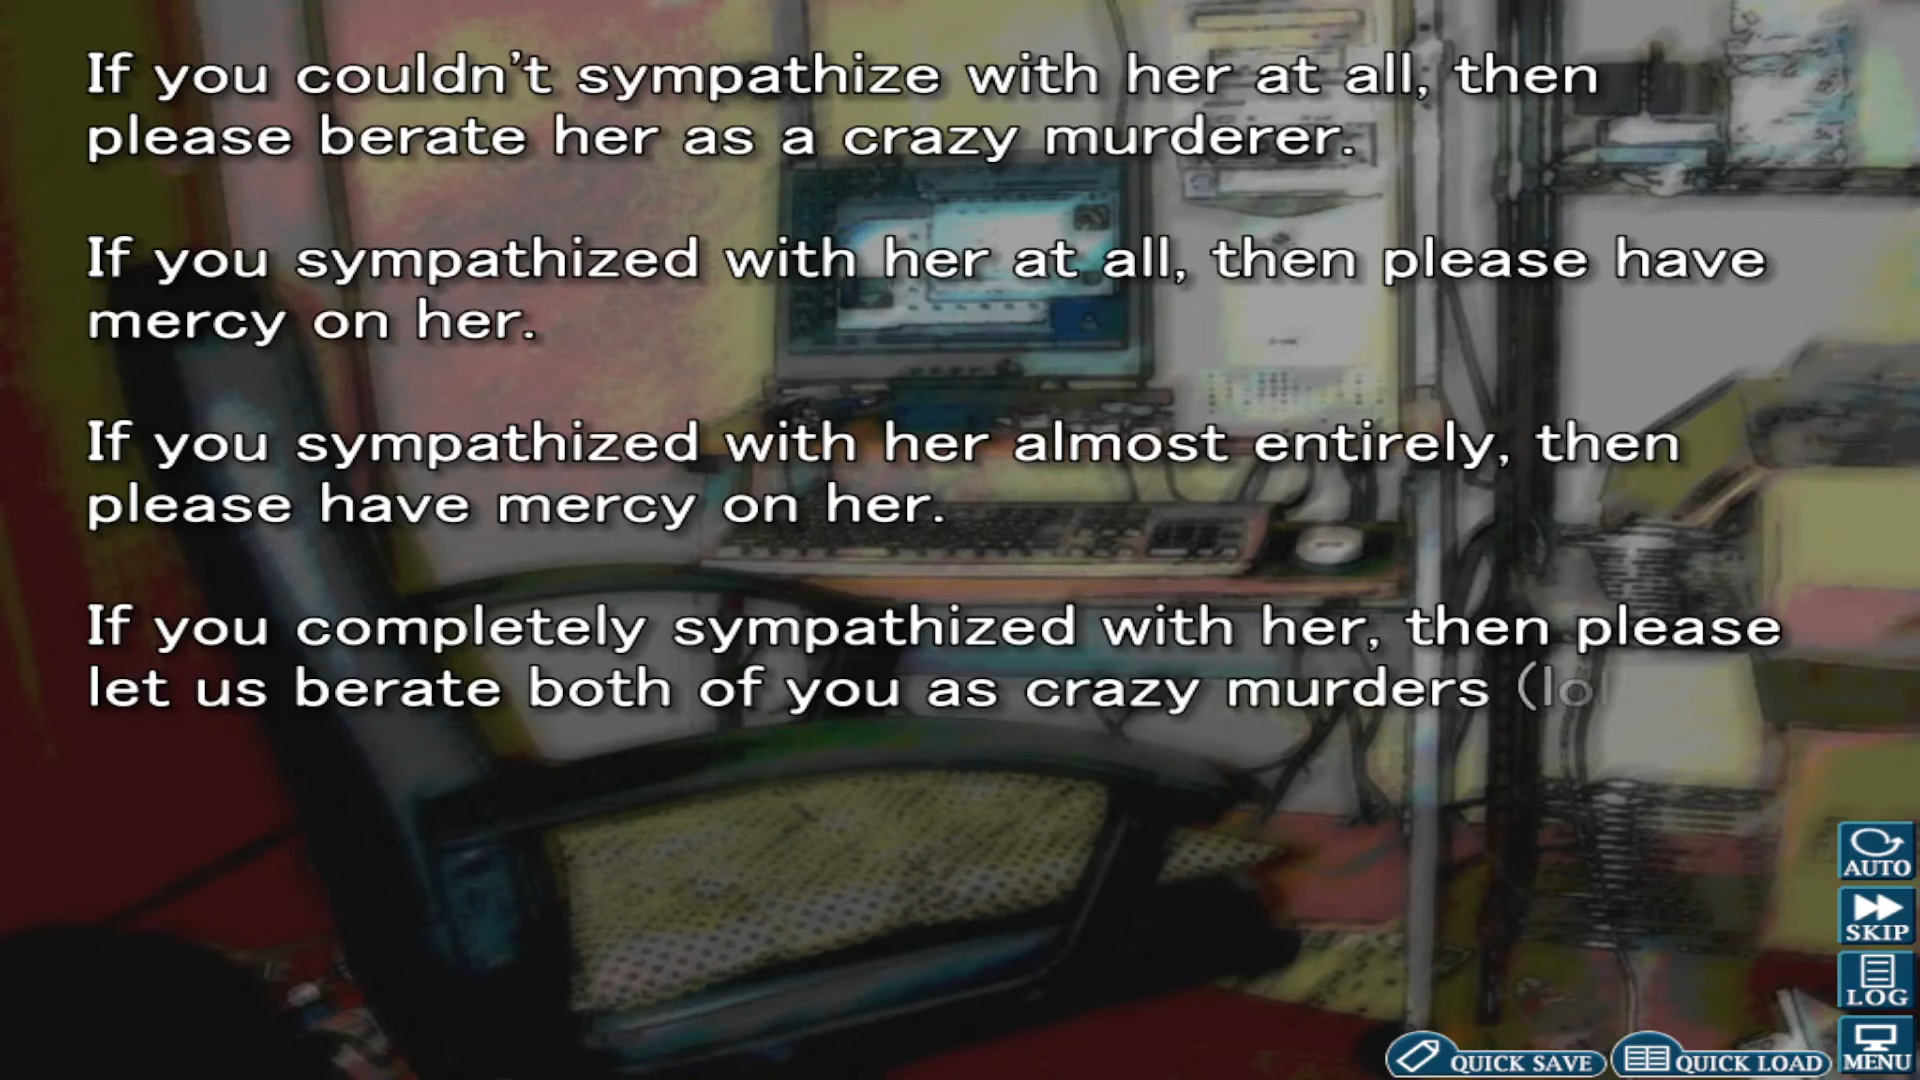 If you couldn't sympathize with her at all, then
please berate her as a crazy murderer.
If you sympathized with her at all, then please have
mercy on her.
If you sympathized with her almost entirely, then
please have mercy on her.
If you completely sympathized with her, then please
let us berate both of you as crazy murders (lo
AUTO
SKIP
LOG
MENU
QUICK SAVE
QUICK LOAD